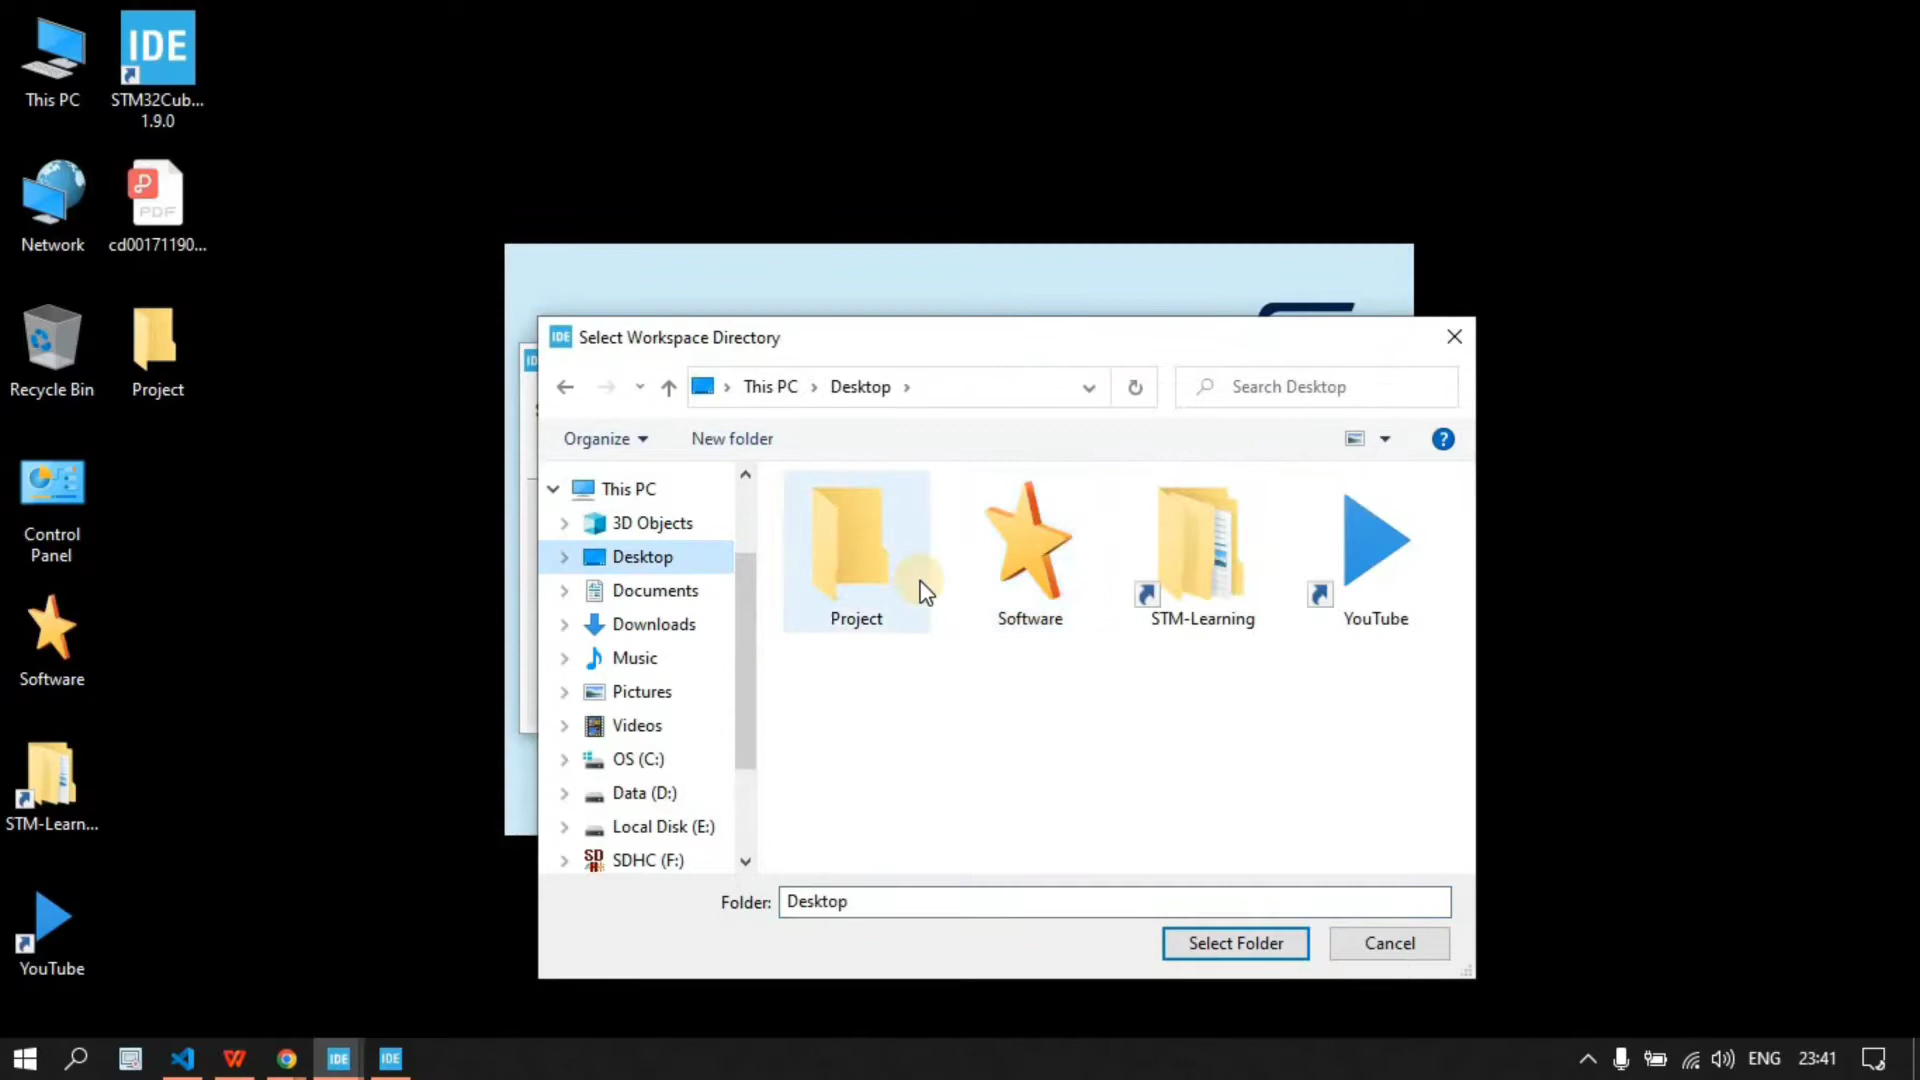 This PC
IDE
STM32Cub...
1.9.0
Network
PDF
cd00171190...
Recycle Bin
Project
Control
Panel
Software
STM-Learn...
YouTube
IDE
Select Workspace Directory
This PC
Desktop
Search Desktop
Organize
New folder
?
This PC
3D Objects
Desktop
Documents
Downloads
Music
Pictures
Videos
OS (C:)
Data (D:)
Local Disk (E:)
SD
SDHC (F:)
Project
Software
STM-Learning
YouTube
Folder:
Desktop
Select Folder
Cancel
IDE
IDE
ENG
23:41